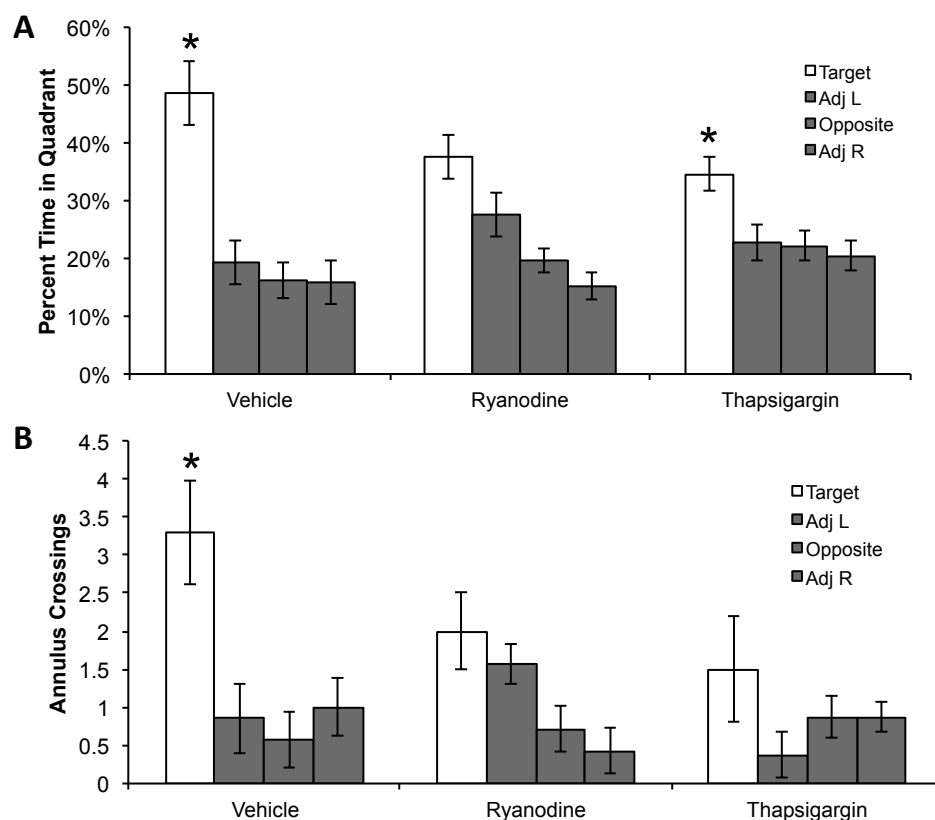 A
Percent Time in Quadrant
60%
50%
40%
30%
20%
10%
0%
*
*
Target
Adj L
Opposite
Adj R
Vehicle
Ryanodine
Thapsigargin
B
Annulus Crossings
4.5
4
3.5
3
2.5
2
1.5
1
0.5
0
*
Target
Adj L
Opposite
Adj R
Vehicle
Ryanodine
Thapsigargin